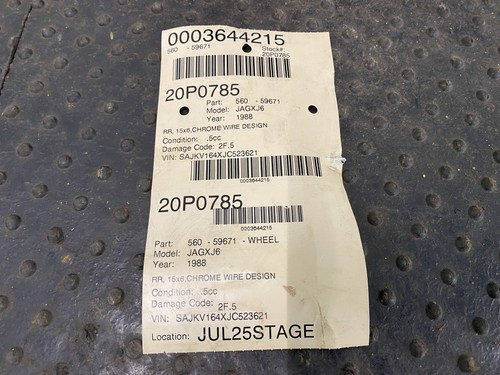 0003644215
560 - 59671 Stock#:
20P0785
20P0785
Part: 560 - 59671
Model: JAGXJ6
Year: 1988
RR, 15x6,CHROME WIRE DESIGN
Condition: .5cc
Damage Code: 2F.5
VIN: SAJKV164XJC523621
0003644215
20P0785
0003644215
Part: 560 - 59671 - WHEEL
Model: JAGXJ6
Year: 1988
RR, 15x6,CHROME WIRE DESIGN
Condition: .5cc
Damage Code: 2F.5
VIN: SAJKV164XJC523621
Location: JUL25STAGE